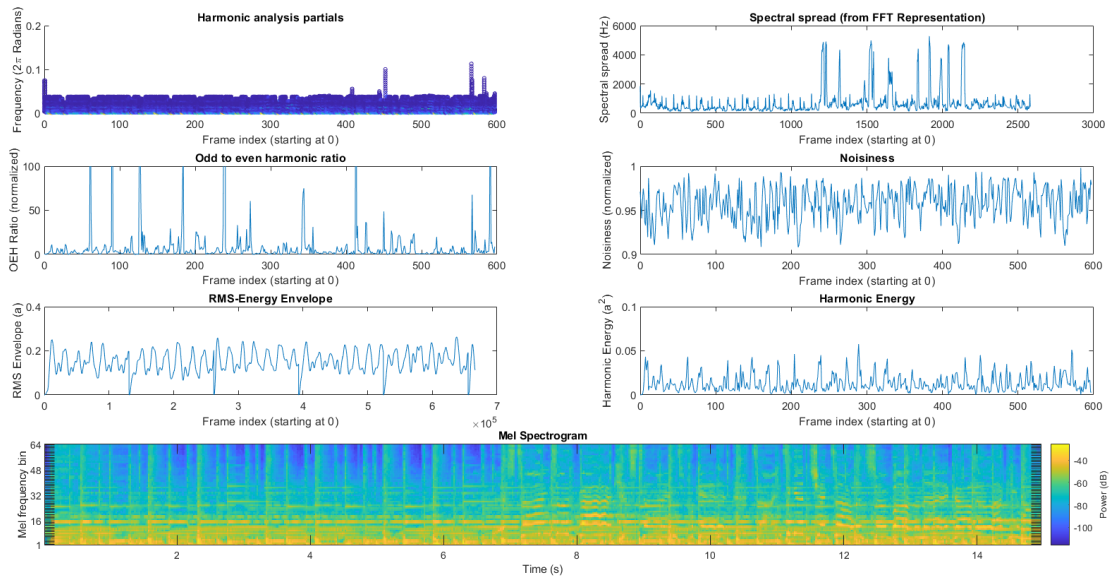 Harmonic analysis partials
Frequency (2π Radians)
0.2
0.1
0
0 100 200 300 400 500 600
Frame index (starting at 0)
Spectral spread (from FFT Representation)
Spectral spread (Hz)
6000
4000
2000
0
0 500 1000 1500 2000 2500 3000
Frame index (starting at 0)
Odd to even harmonic ratio
OEH Ratio (normalized)
100
50
0
0 100 200 300 400 500 600
Frame index (starting at 0)
Noisiness
Noisiness (normalized)
1
0.95
0.9
0 100 200 300 400 500 600
Frame index (starting at 0)
RMS-Energy Envelope
RMS Envelope (a)
0.4
0.2
0
0 1 2 3 4 5 6 7
Frame index (starting at 0)
×10⁵
Harmonic Energy
Harmonic Energy (a²)
0.1
0.05
0
0 100 200 300 400 500 600
Frame index (starting at 0)
Mel Spectrogram
Mel frequency bin
64
48
32
16
1
2 4 6 8 10 12 14
Time (s)
-40
-60
-80
-100
Power (dB)